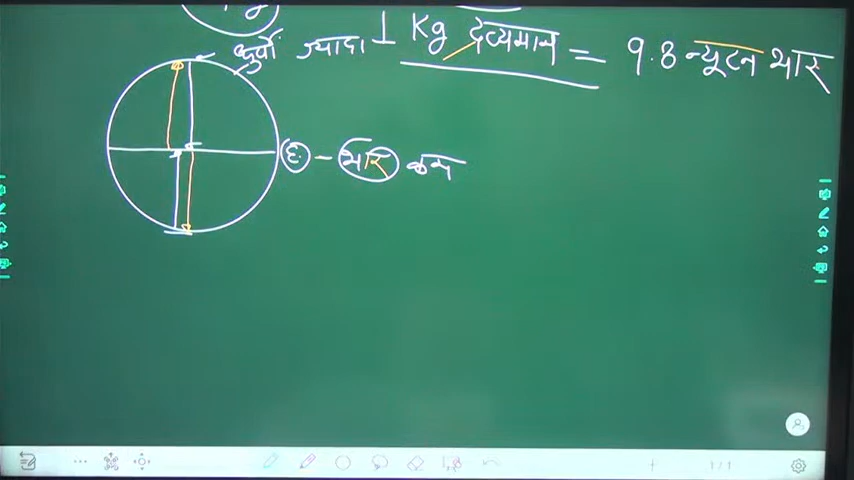 ज्यादा 1 Kg द्रव्यमान = 9.8 न्यूटन भार
- भार कम